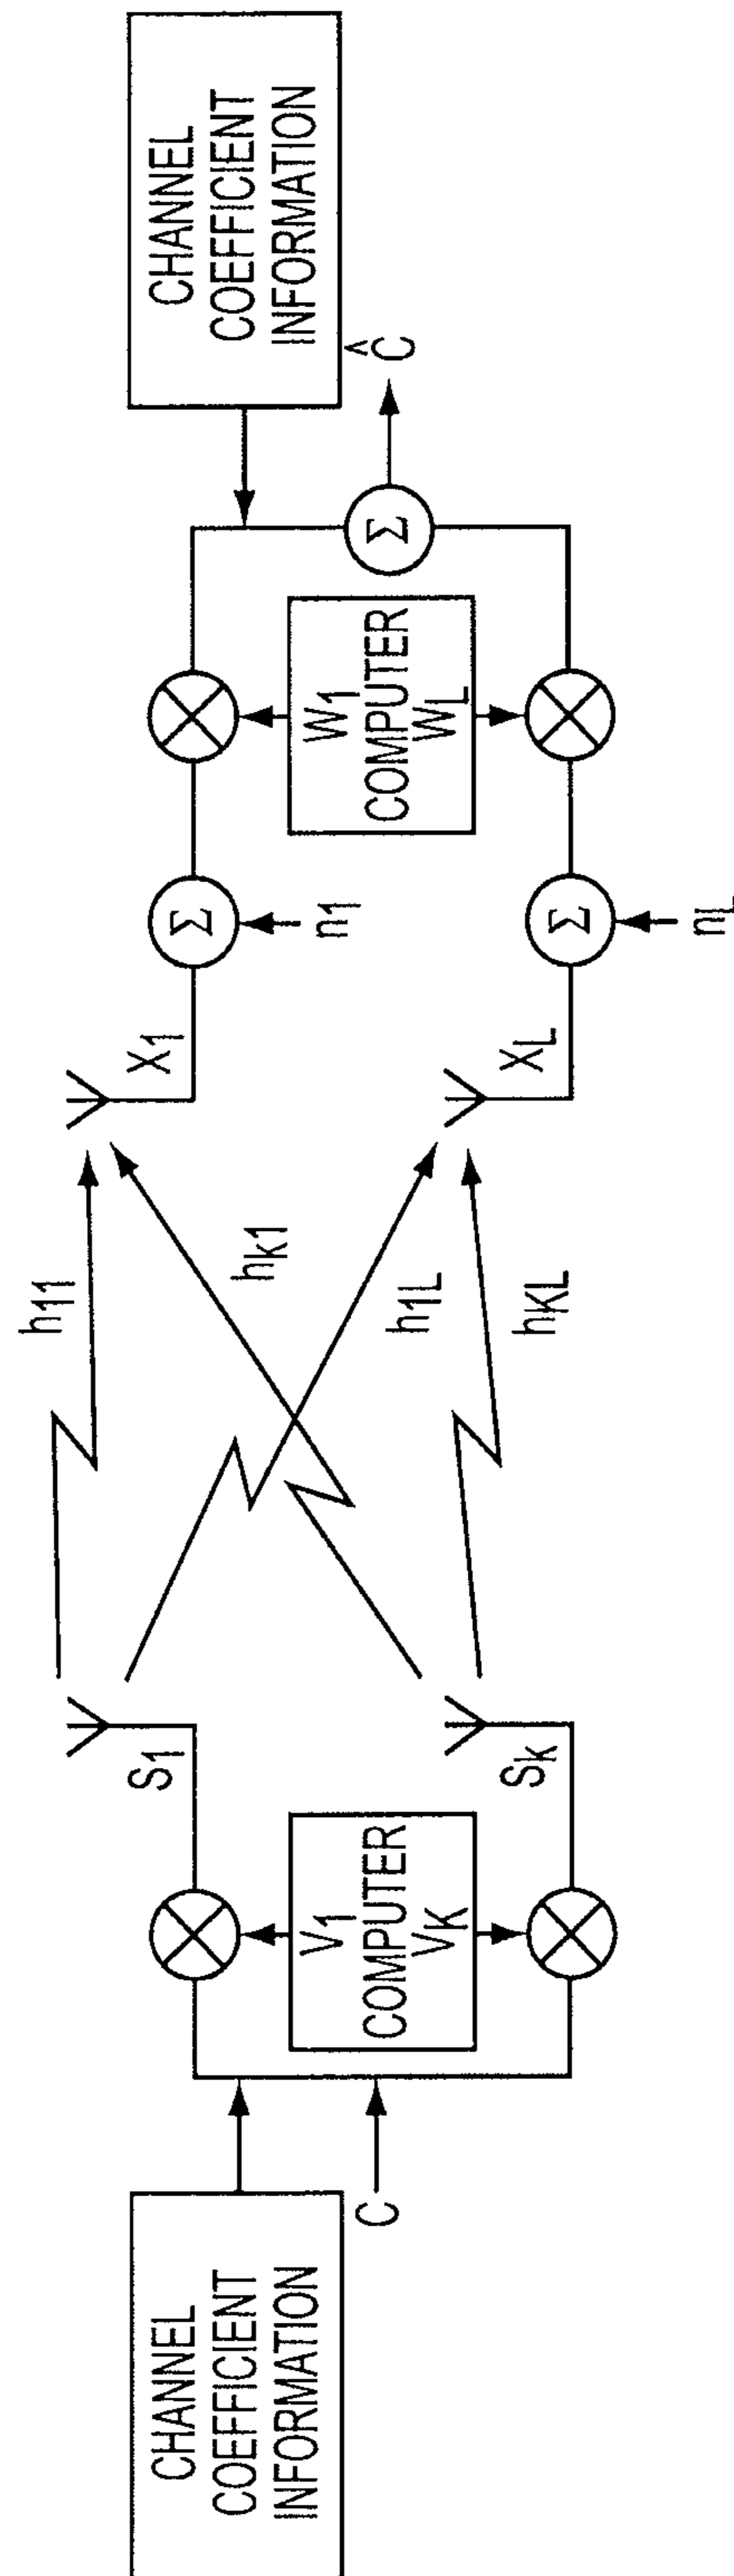 CHANNEL
COEFFICIENT
INFORMATION
C
V1
COMPUTER
VK
S1
Sk
h11
hk1
h1L
hKL
X1
XL
Σ
n1
Σ
nL
W1
COMPUTER
WL
Σ
Ĉ
CHANNEL
COEFFICIENT
INFORMATION